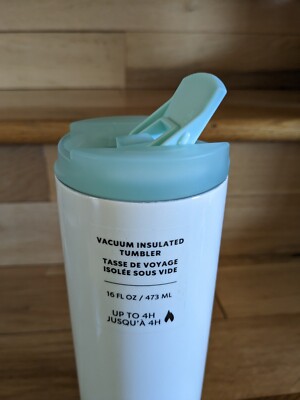 VACUUM INSULATED
TUMBLER
TASSE DE VOYAGE
ISOLÉE SOUS VIDE
16 FL OZ / 473 ML
UP TO 4H
JUSQU'À 4H